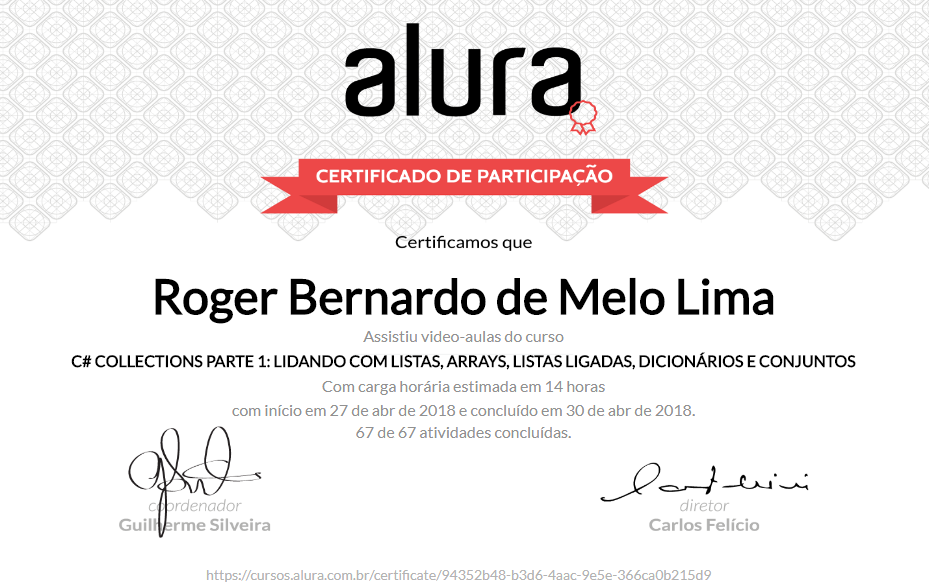 alura
CERTIFICADO DE PARTICIPAÇÃO
Certificamos que
Roger Bernardo de Melo Lima
Assistiu video-aulas do curso
C# COLLECTIONS PARTE 1: LIDANDO COM LISTAS, ARRAYS, LISTAS LIGADAS, DICIONÁRIOS E CONJUNTOS
Com carga horária estimada em 14 horas
com início em 27 de abr de 2018 e concluído em 30 de abr de 2018.
67 de 67 atividades concluídas.
coordenador
Guilherme Silveira
diretor
Carlos Felício
https://cursos.alura.com.br/certificate/94352b48-b3d6-4aac-9e5e-366ca0b215d9